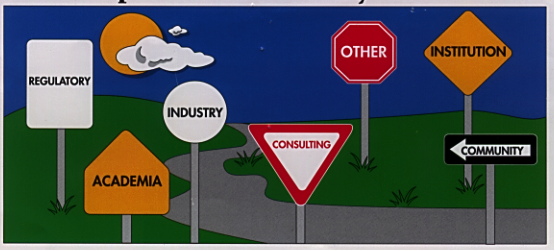 REGULATORY
ACADEMIA
INDUSTRY
CONSULTING
OTHER
INSTITUTION
COMMUNITY